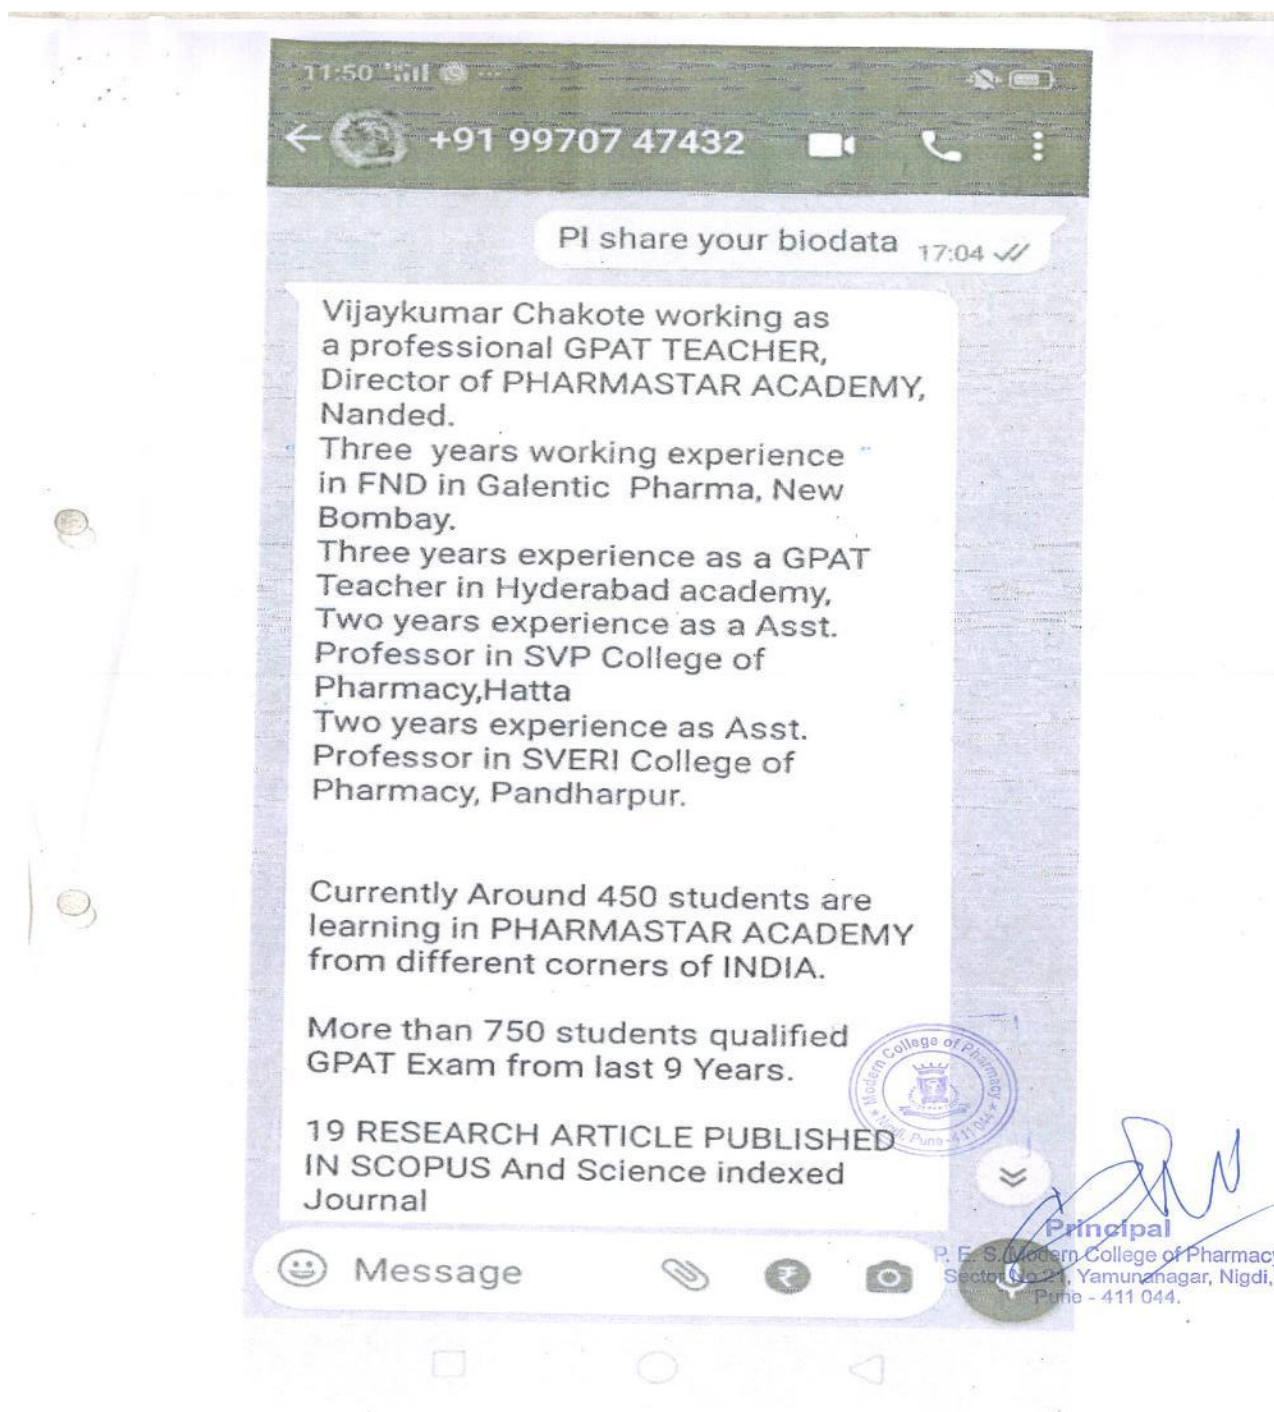 11:50
+91 99707 47432
Pl share your biodata 17:04
Vijaykumar Chakote working as
a professional GPAT TEACHER,
Director of PHARMASTAR ACADEMY,
Nanded.
Three years working experience
in FND in Galentic Pharma, New
Bombay.
Three years experience as a GPAT
Teacher in Hyderabad academy,
Two years experience as a Asst.
Professor in SVP College of
Pharmacy,Hatta
Two years experience as Asst.
Professor in SVERI College of
Pharmacy, Pandharpur.
Currently Around 450 students are
learning in PHARMASTAR ACADEMY
from different corners of INDIA.
More than 750 students qualified
GPAT Exam from last 9 Years.
19 RESEARCH ARTICLE PUBLISHED
IN SCOPUS And Science indexed
Journal
Modern College of Pharmacy
Nigdi, Pune-411 044
Message
Principal
P. E. S. Modern College of Pharmacy
Sector No 21, Yamunanagar, Nigdi,
Pune - 411 044.